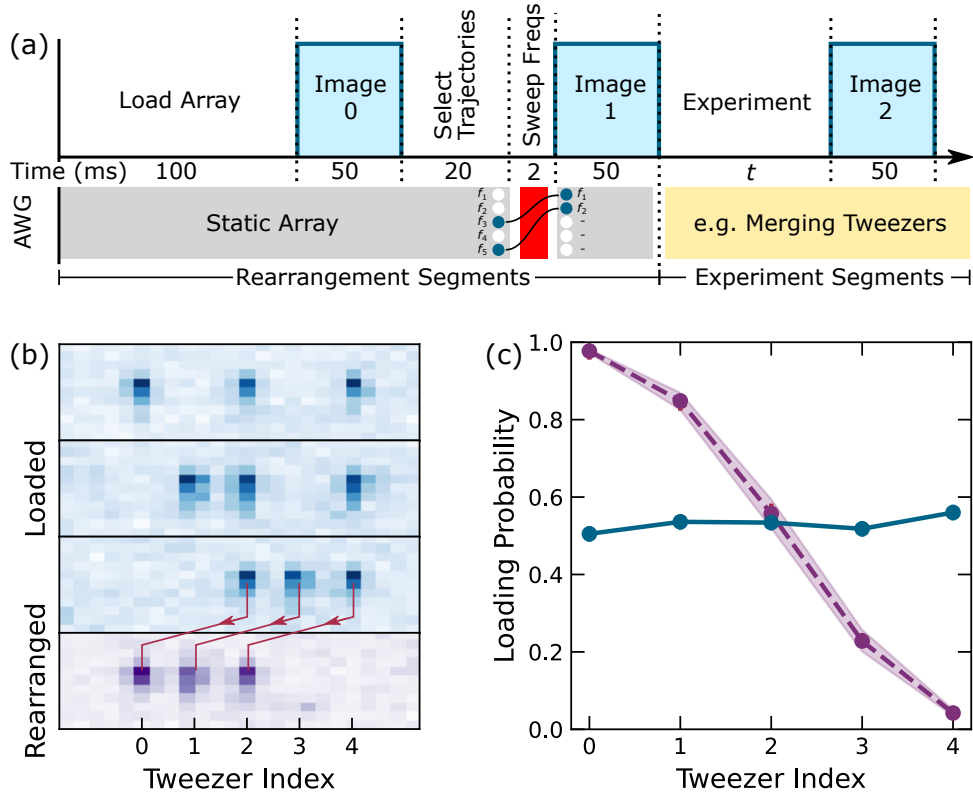 (a)
Load Array
Image
0
Select
Trajectories
Sweep Freqs
Image
1
Experiment
Image
2
Time (ms) 100 50 20 2 50 t 50
AWG
Static Array
f1
f2
f3
f4
f5
f1
f2
-
-
-
e.g. Merging Tweezers
Rearrangement Segments
Experiment Segments
(b)
Loaded
Rearranged
0 1 2 3 4
Tweezer Index
(c)
Loading Probability
1.0
0.8
0.6
0.4
0.2
0.0
0 1 2 3 4
Tweezer Index